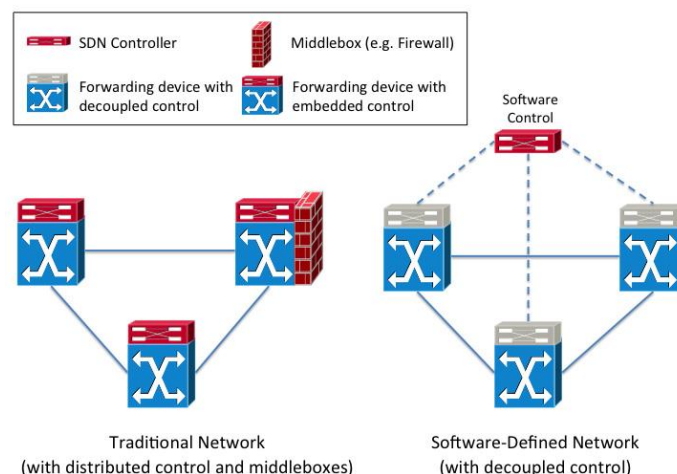 SDN Controller
Middlebox (e.g. Firewall)
Forwarding device with
decoupled control
Forwarding device with
embedded control
Software
Control
Traditional Network
(with distributed control and middleboxes)
Software-Defined Network
(with decoupled control)